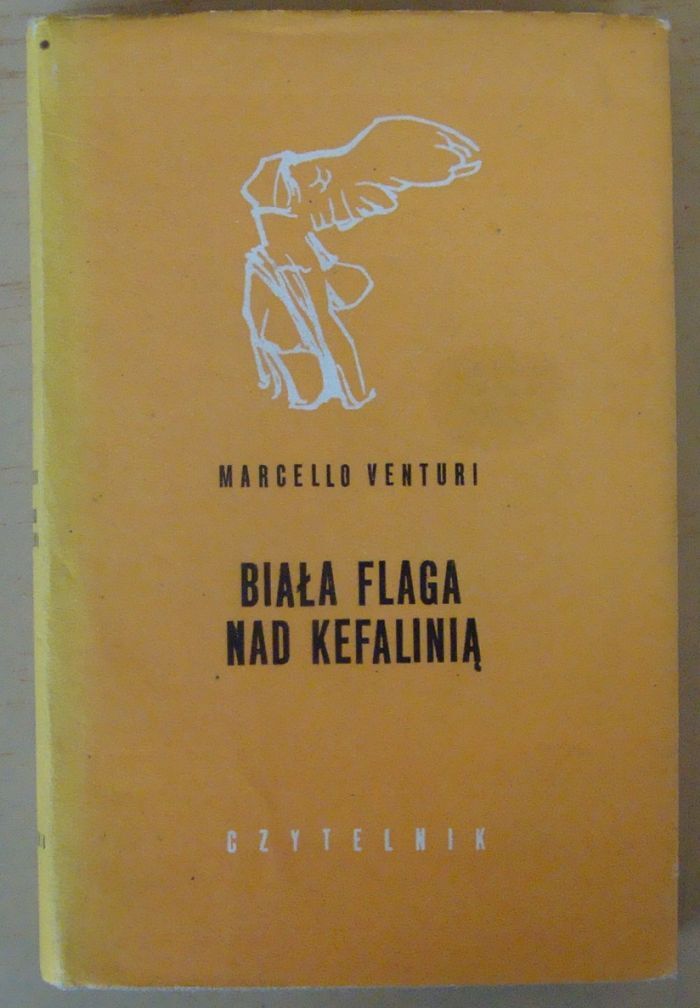 MARCELLO VENTURI
BIAŁA FLAGA
NAD KEFALINIĄ
CZYTELNIK